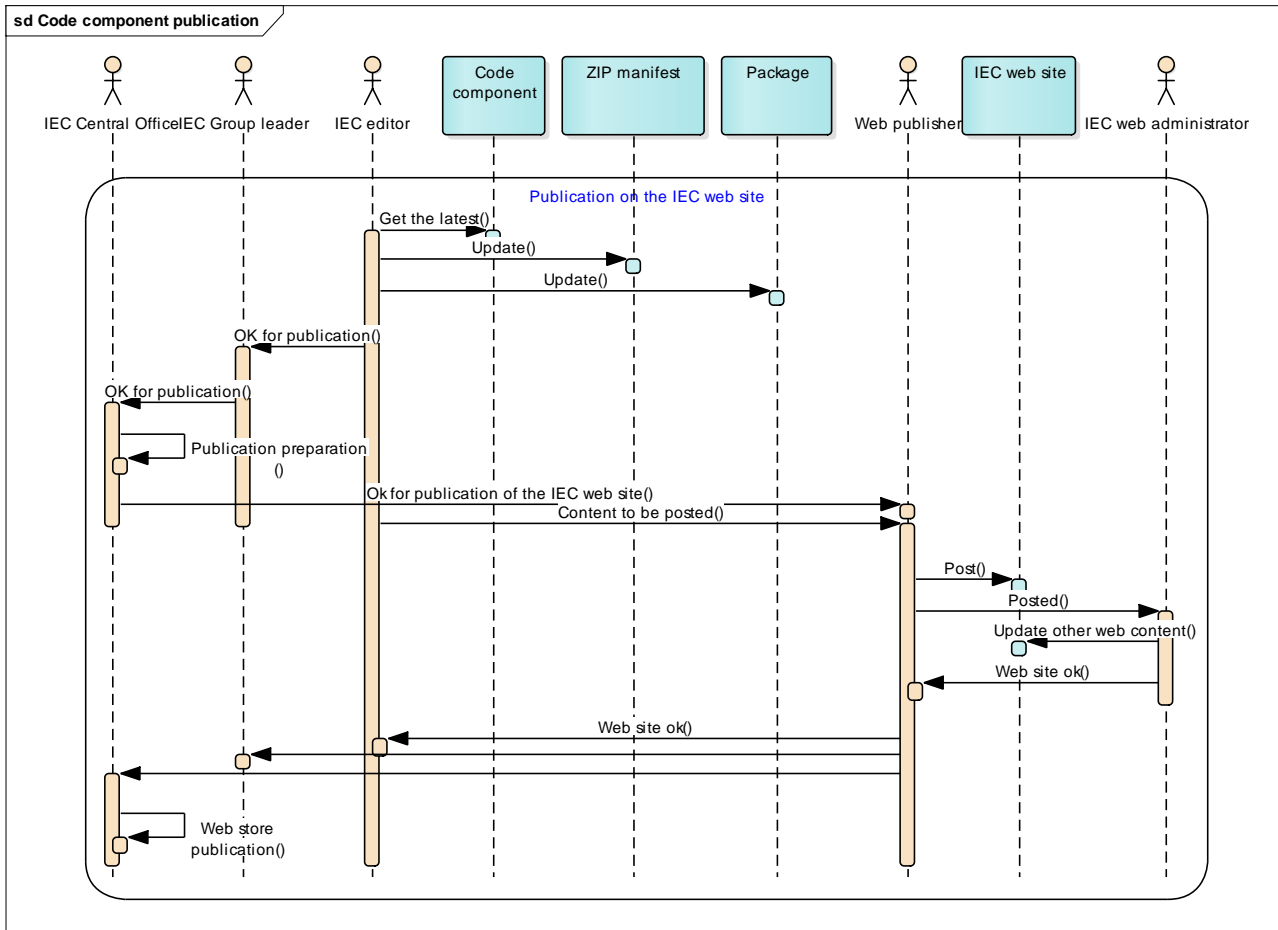 sd Code component publication
IEC Central Office
IEC Group leader
IEC editor
Code
component
ZIP manifest
Package
Web publisher
IEC web site
IEC web administrator
Publication on the IEC web site
Get the latest()
Update()
Update()
OK for publication()
OK for publication()
Publication preparation
()
Ok for publication of the IEC web site()
Content to be posted()
Post()
Posted()
Update other web content()
Web site ok()
Web site ok()
Web store
publication()